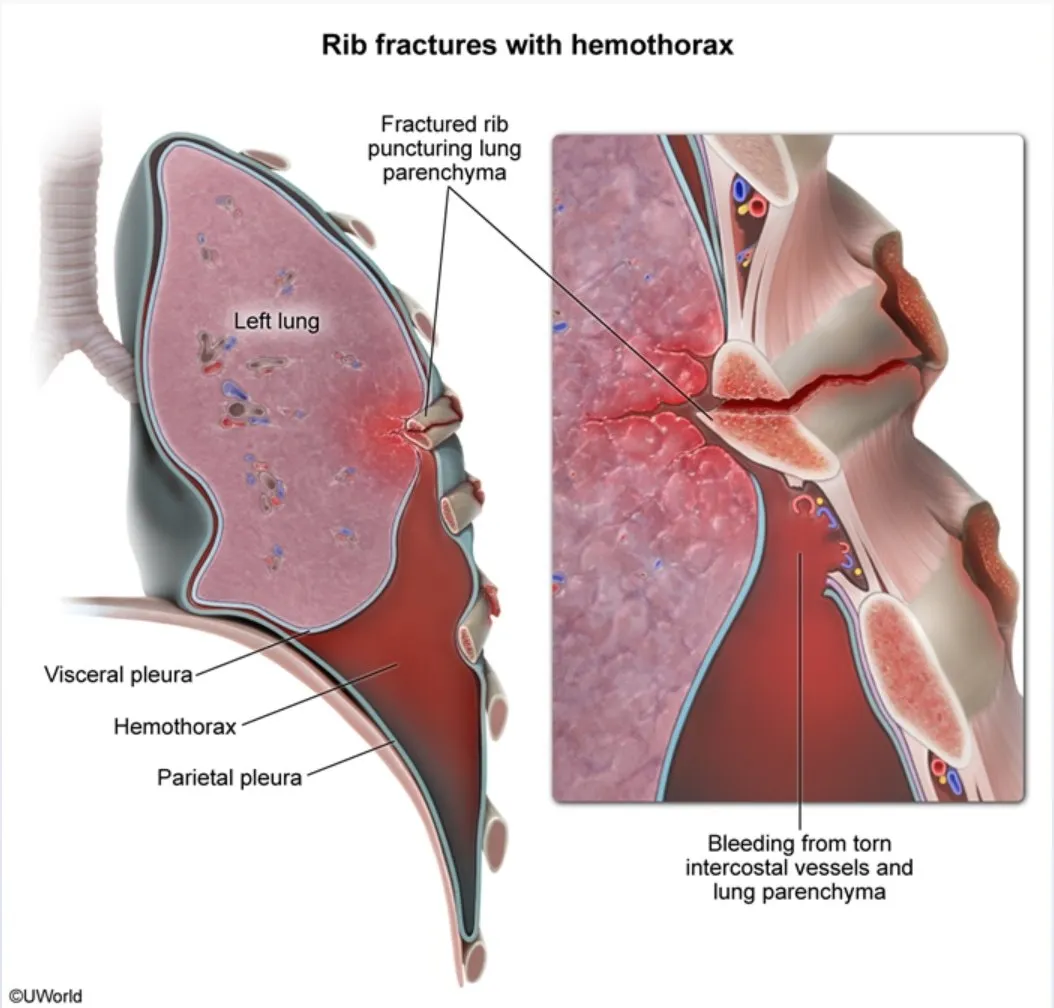 Rib fractures with hemothorax
Fractured rib
puncturing lung
parenchyma
Left lung
Visceral pleura
Hemothorax
Parietal pleura
Bleeding from torn
intercostal vessels and
lung parenchyma
©UWorld